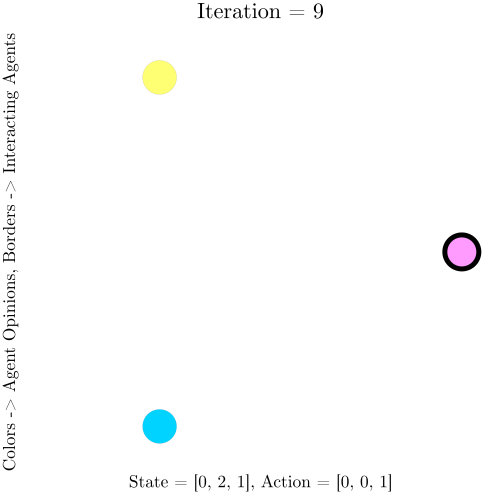 Iteration = 9
Colors -> Agent Opinions, Borders -> Interacting Agents
State = [0, 2, 1], Action = [0, 0, 1]